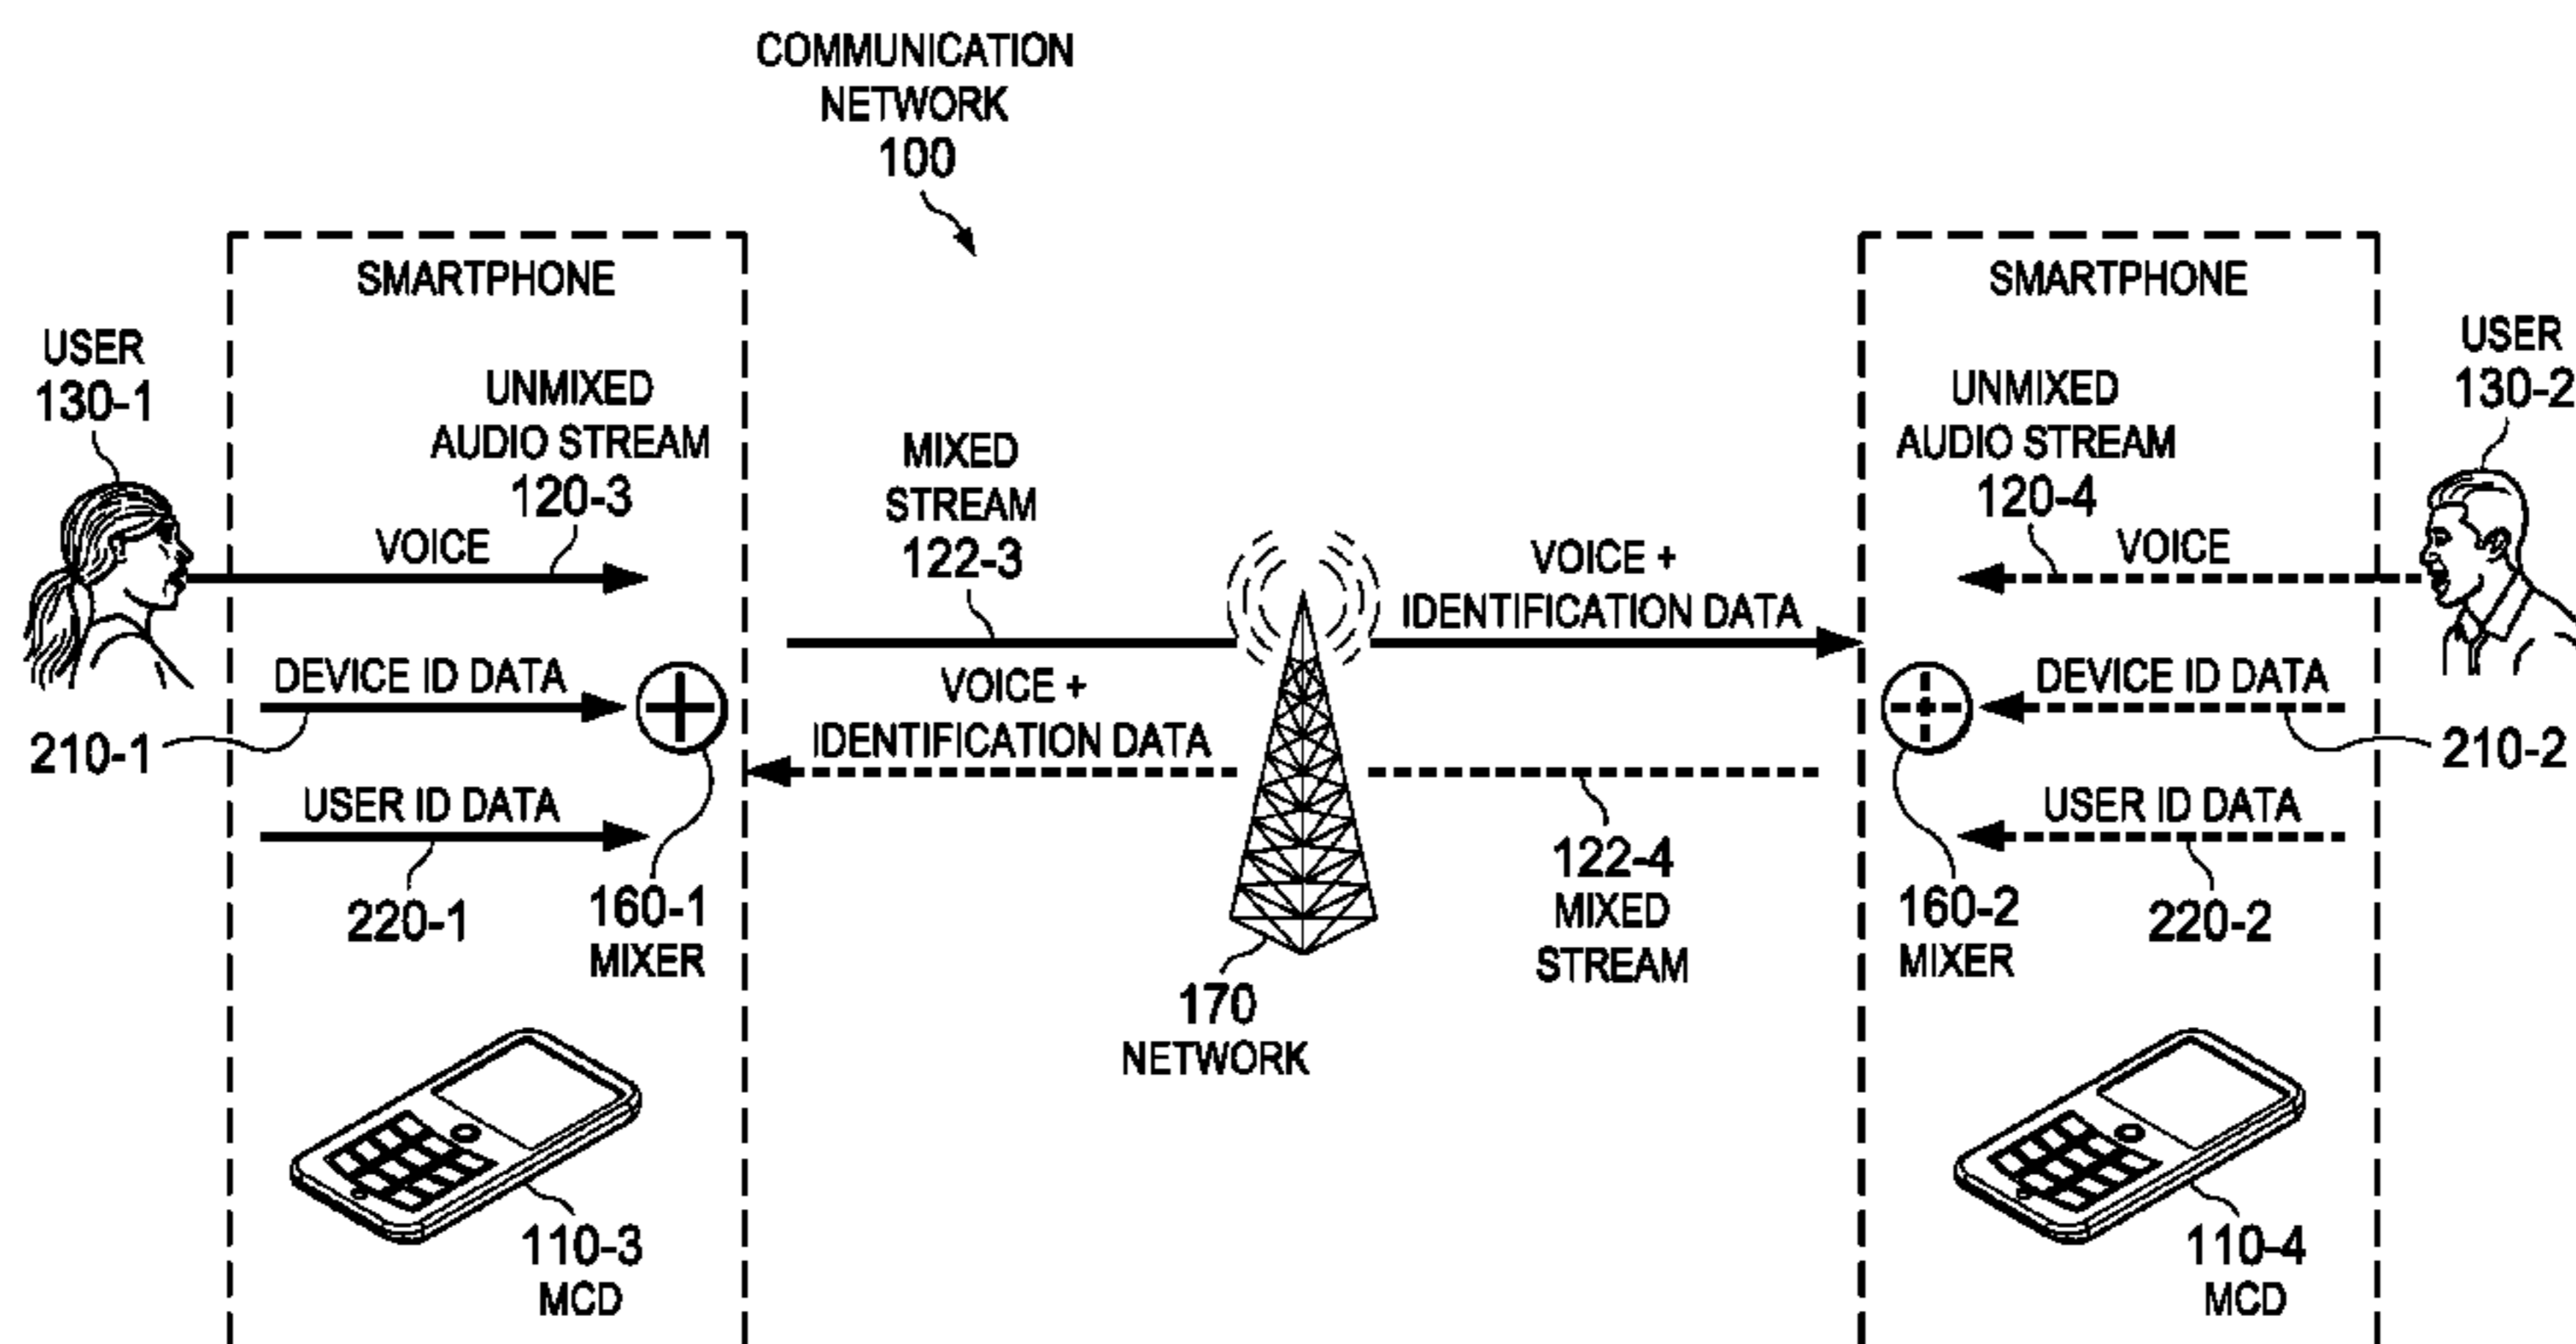 COMMUNICATION
NETWORK
100
SMARTPHONE
USER
130-1
UNMIXED
AUDIO STREAM
120-3
VOICE
DEVICE ID DATA
210-1
USER ID DATA
220-1
160-1
MIXER
110-3
MCD
MIXED
STREAM
122-3
VOICE +
IDENTIFICATION DATA
VOICE +
IDENTIFICATION DATA
122-4
MIXED
STREAM
170
NETWORK
SMARTPHONE
USER
130-2
UNMIXED
AUDIO STREAM
120-4
VOICE
DEVICE ID DATA
210-2
USER ID DATA
220-2
160-2
MIXER
110-4
MCD